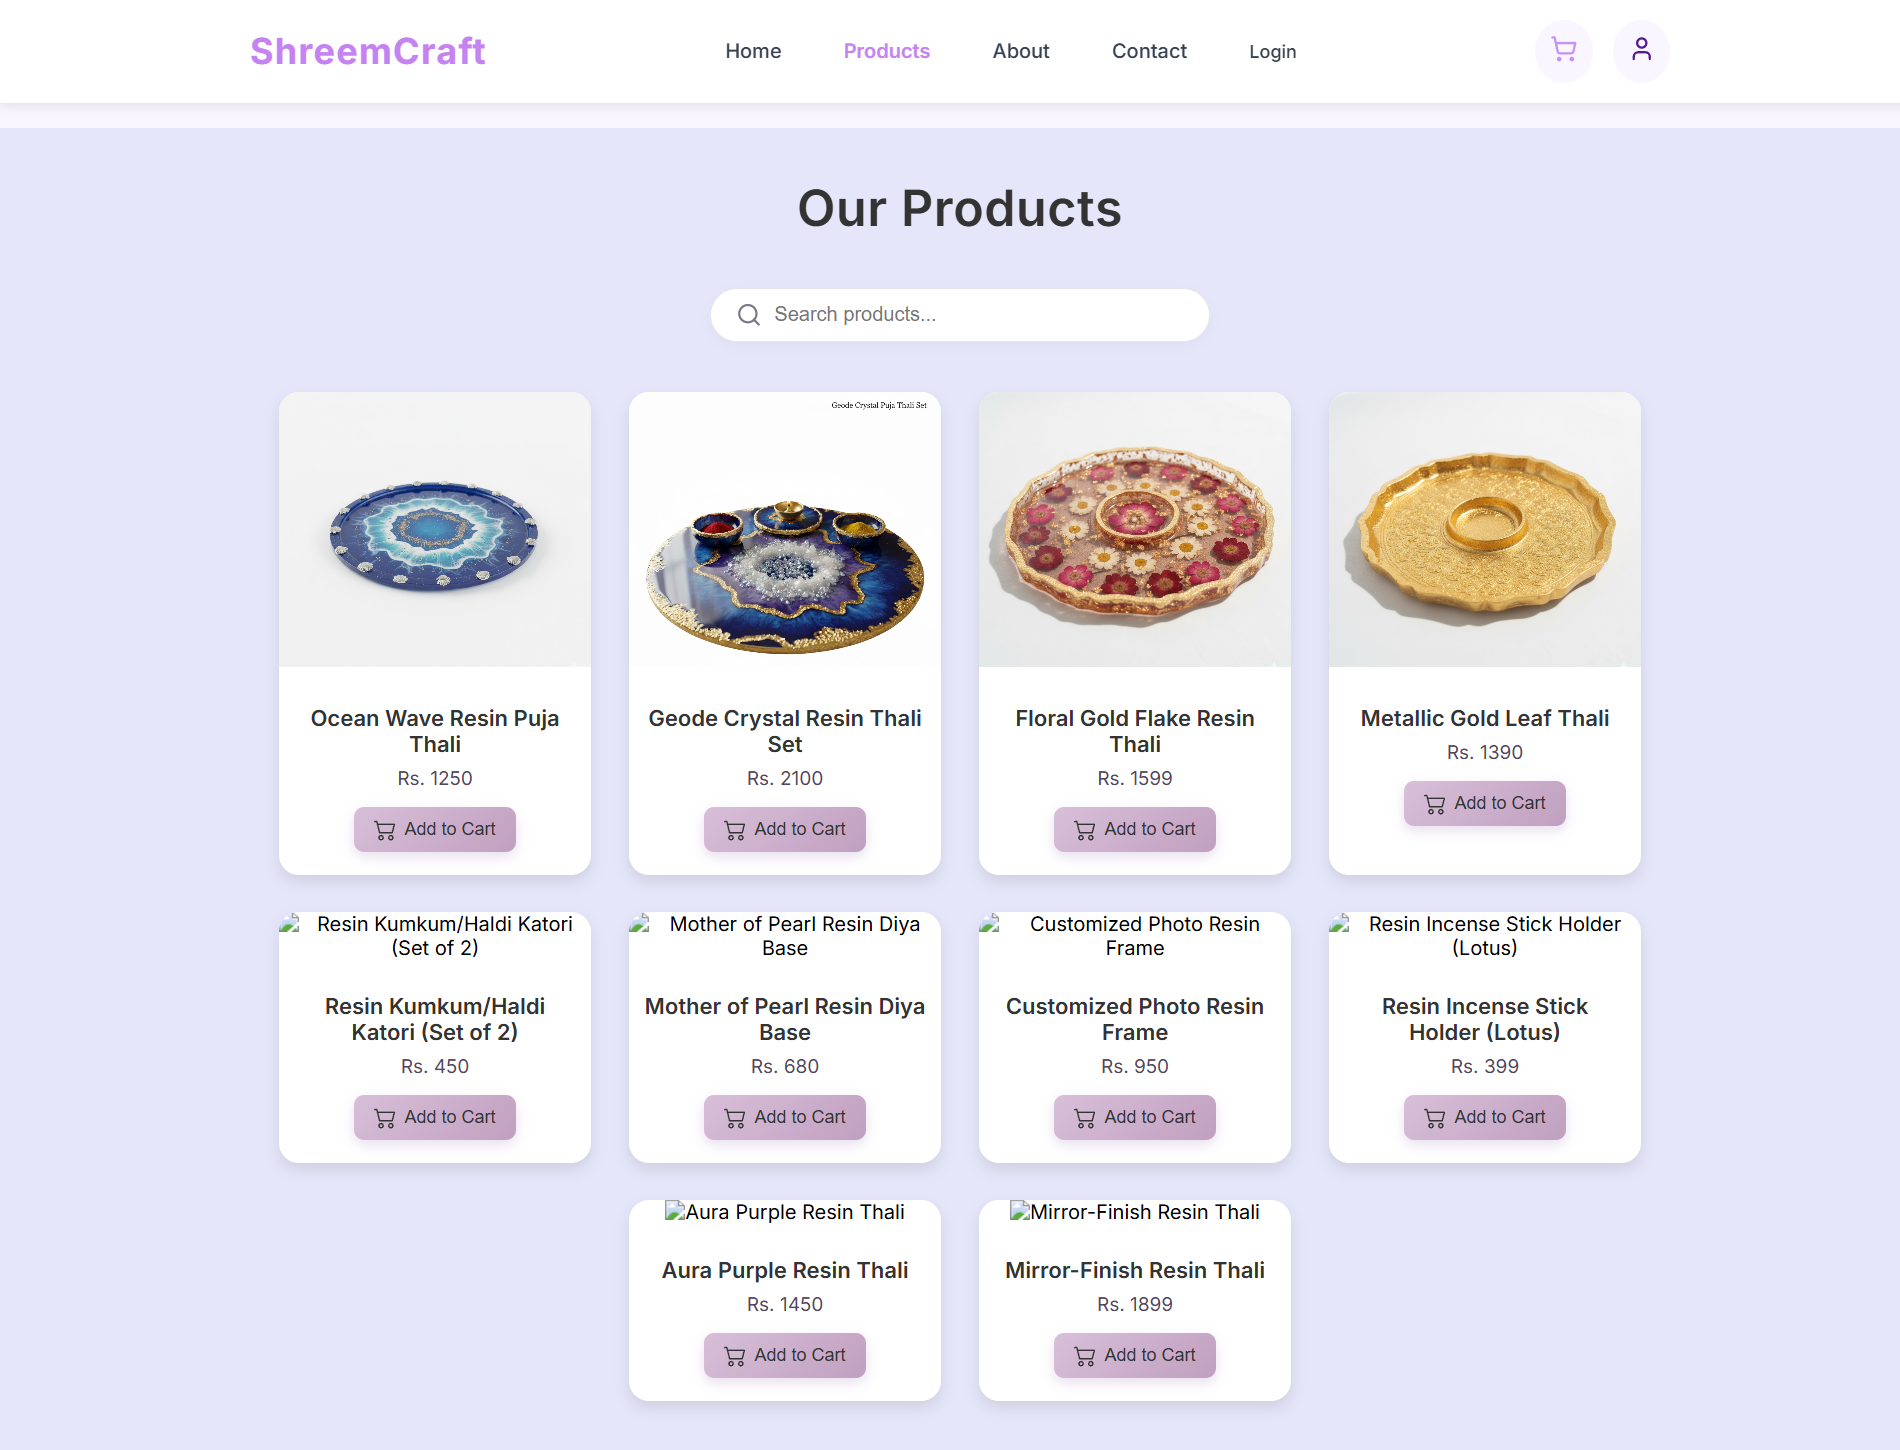 ShreemCraft
Home
Products
About
Contact
Login
Our Products
Search products...
Geode Crystal Puja Thali Set
Ocean Wave Resin Puja
Thali
Rs. 1250
Add to Cart
Geode Crystal Resin Thali
Set
Rs. 2100
Add to Cart
Floral Gold Flake Resin
Thali
Rs. 1599
Add to Cart
Metallic Gold Leaf Thali
Rs. 1390
Add to Cart
Resin Kumkum/Haldi Katori
(Set of 2)
Resin Kumkum/Haldi
Katori (Set of 2)
Rs. 450
Add to Cart
Mother of Pearl Resin Diya
Base
Mother of Pearl Resin Diya
Base
Rs. 680
Add to Cart
Customized Photo Resin
Frame
Customized Photo Resin
Frame
Rs. 950
Add to Cart
Resin Incense Stick Holder
(Lotus)
Resin Incense Stick
Holder (Lotus)
Rs. 399
Add to Cart
Aura Purple Resin Thali
Aura Purple Resin Thali
Rs. 1450
Add to Cart
Mirror-Finish Resin Thali
Mirror-Finish Resin Thali
Rs. 1899
Add to Cart